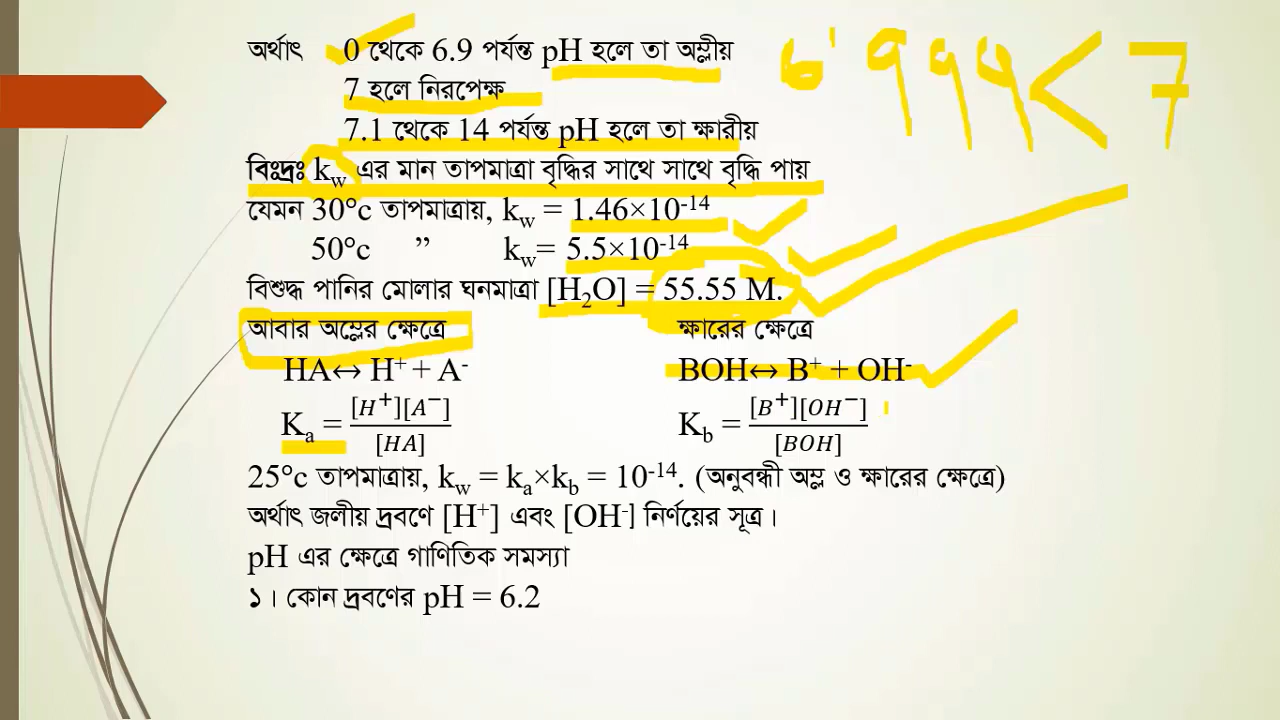 অর্থাৎ 0 থেকে 6.9 পর্যন্ত pH হলে তা অম্লীয়
6.999<7
7 হলে নিরপেক্ষ
7.1 থেকে 14 পর্যন্ত pH হলে তা ক্ষারীয়
বিঃদ্রঃ kw এর মান তাপমাত্রা বৃদ্ধির সাথে সাথে বৃদ্ধি পায়
যেমন 30°c তাপমাত্রায়, kw = 1.46×10⁻¹⁴
50°c ” kw= 5.5×10⁻¹⁴
বিশুদ্ধ পানির মোলার ঘনমাত্রা [H₂O] = 55.55 M.
আবার অম্লের ক্ষেত্রে ক্ষারের ক্ষেত্রে
HA↔ H⁺ + A⁻ BOH↔ B⁺ + OH⁻
Ka = [H⁺][A⁻]/[HA] Kb = [B⁺][OH⁻]/[BOH]
25°c তাপমাত্রায়, kw = ka×kb = 10⁻¹⁴. (অনুবন্ধী অম্ল ও ক্ষারের ক্ষেত্রে)
অর্থাৎ জলীয় দ্রবণে [H⁺] এবং [OH⁻] নির্ণয়ের সূত্র।
pH এর ক্ষেত্রে গাণিতিক সমস্যা
১। কোন দ্রবণের pH = 6.2